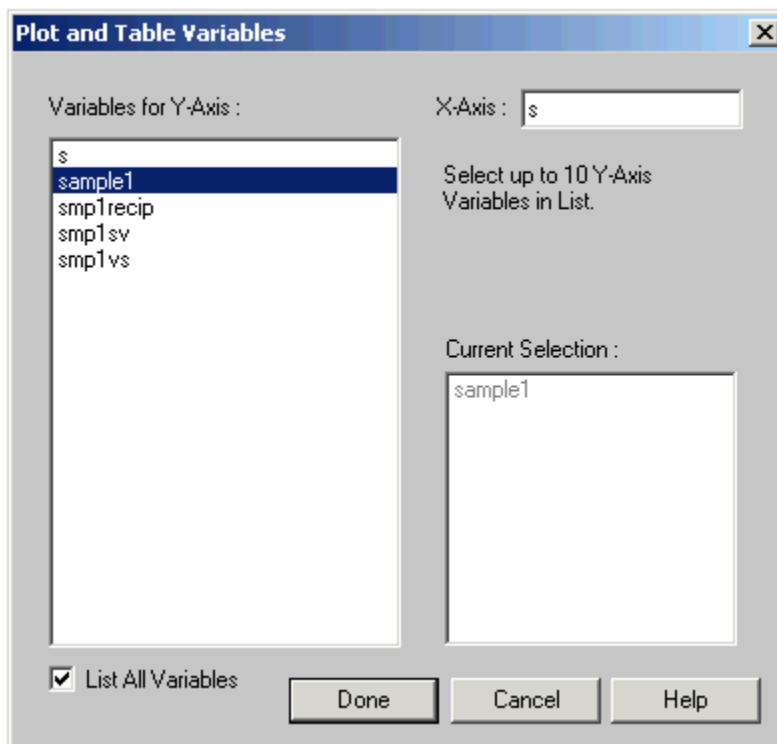 Plot and Table Variables
Variables for Y-Axis :
X-Axis : s
s
sample1
smp1recip
smp1sv
smp1vs
Select up to 10 Y-Axis
Variables in List.
Current Selection :
sample1
List All Variables
Done
Cancel
Help